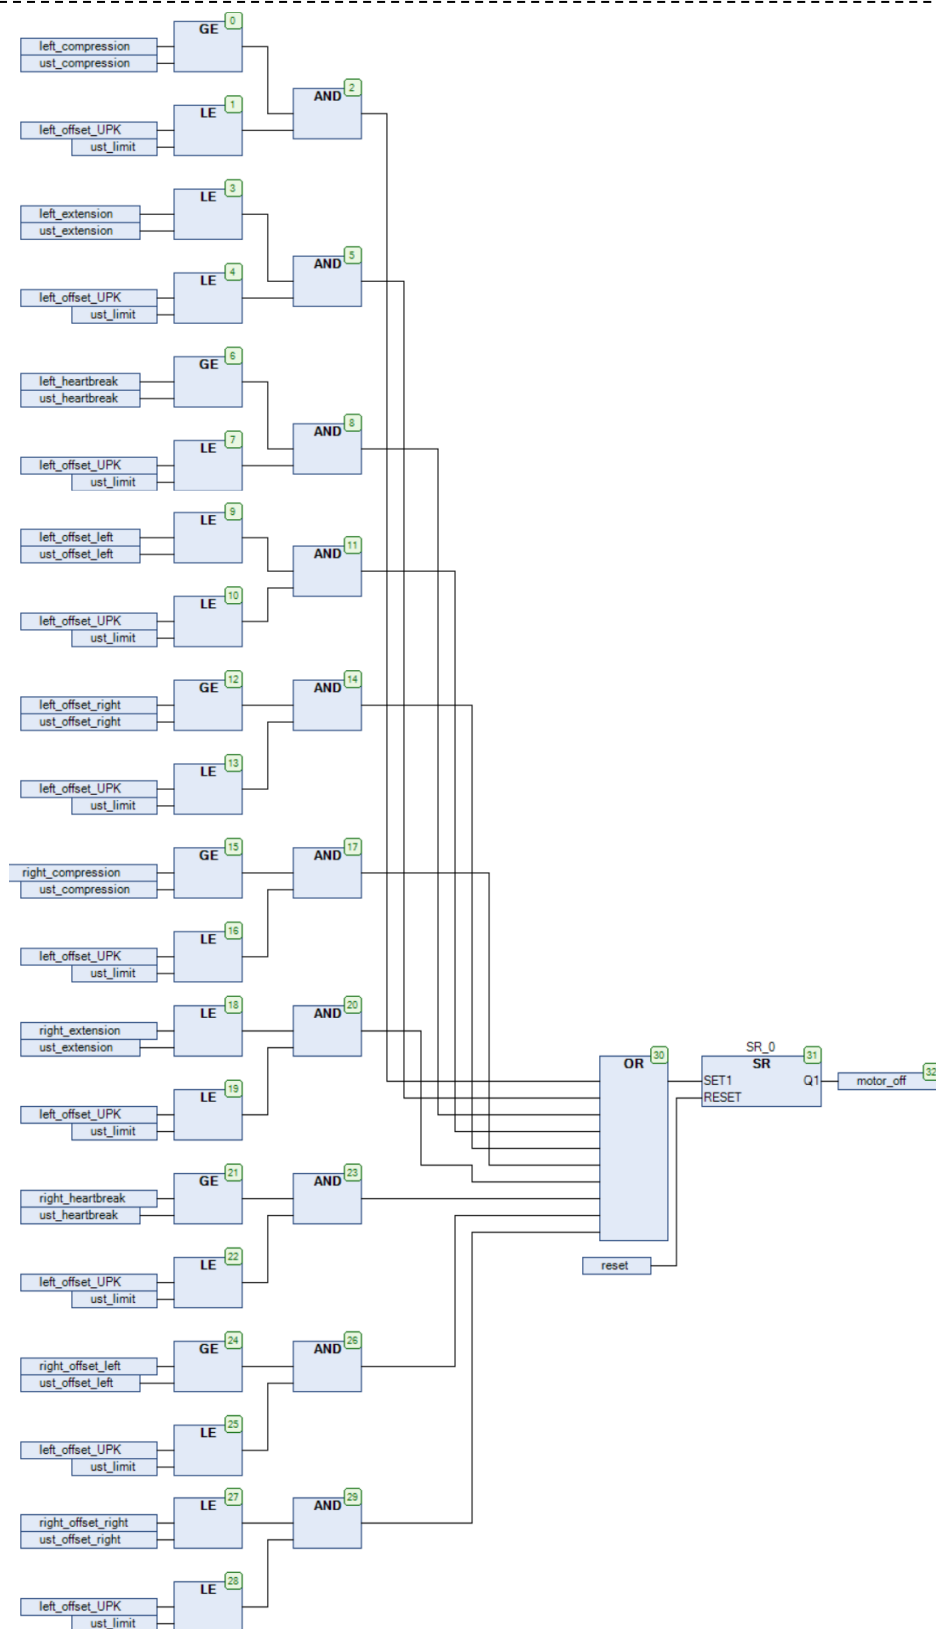 GE 0
left_compression
ust_compression
AND 2
LE 1
left_offset_UPK
ust_limit
LE 3
left_extension
ust_extension
AND 5
LE 4
left_offset_UPK
ust_limit
GE 6
left_heartbreak
ust_heartbreak
AND 8
LE 7
left_offset_UPK
ust_limit
LE 9
left_offset_left
ust_offset_left
AND 11
LE 10
left_offset_UPK
ust_limit
GE 12
AND 14
left_offset_right
ust_offset_right
LE 13
left_offset_UPK
ust_limit
GE 15
AND 17
right_compression
ust_compression
LE 16
left_offset_UPK
ust_limit
LE 18
AND 20
right_extension
ust_extension
SR_0
OR 30
SR 31
SET1 Q1
motor_off 32
RESET
LE 19
left_offset_UPK
ust_limit
GE 21
AND 23
right_heartbreak
ust_heartbreak
reset
LE 22
left_offset_UPK
ust_limit
GE 24
AND 26
right_offset_left
ust_offset_left
LE 25
left_offset_UPK
ust_limit
LE 27
AND 29
right_offset_right
ust_offset_right
LE 28
left_offset_UPK
ust_limit